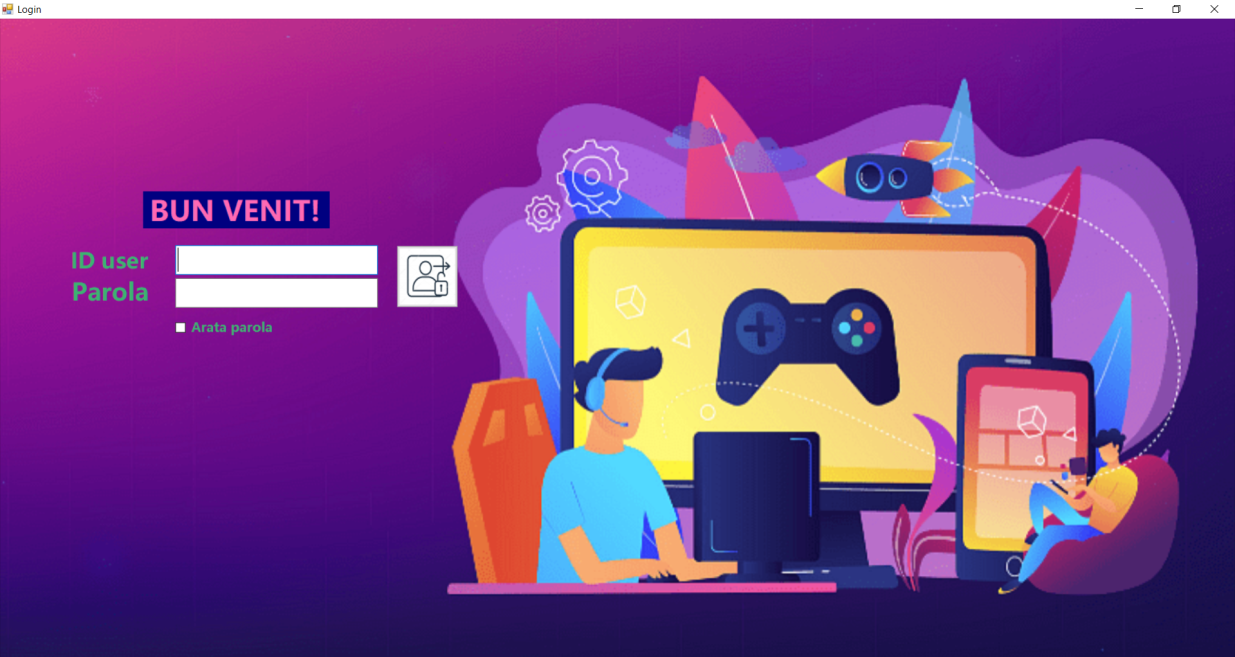 Login
BUN VENIT!
ID user
Parola
Arata parola